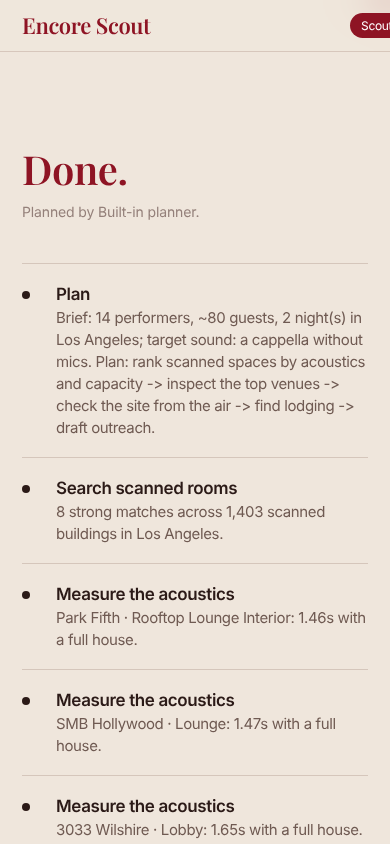 Encore Scout
Scout
Done.
Planned by Built-in planner.
Plan
Brief: 14 performers, ~80 guests, 2 night(s) in
Los Angeles; target sound: a cappella without
mics. Plan: rank scanned spaces by acoustics
and capacity -> inspect the top venues ->
check the site from the air -> find lodging ->
draft outreach.
Search scanned rooms
8 strong matches across 1,403 scanned
buildings in Los Angeles.
Measure the acoustics
Park Fifth · Rooftop Lounge Interior: 1.46s with
a full house.
Measure the acoustics
SMB Hollywood · Lounge: 1.47s with a full
house.
Measure the acoustics
3033 Wilshire · Lobby: 1.65s with a full house.